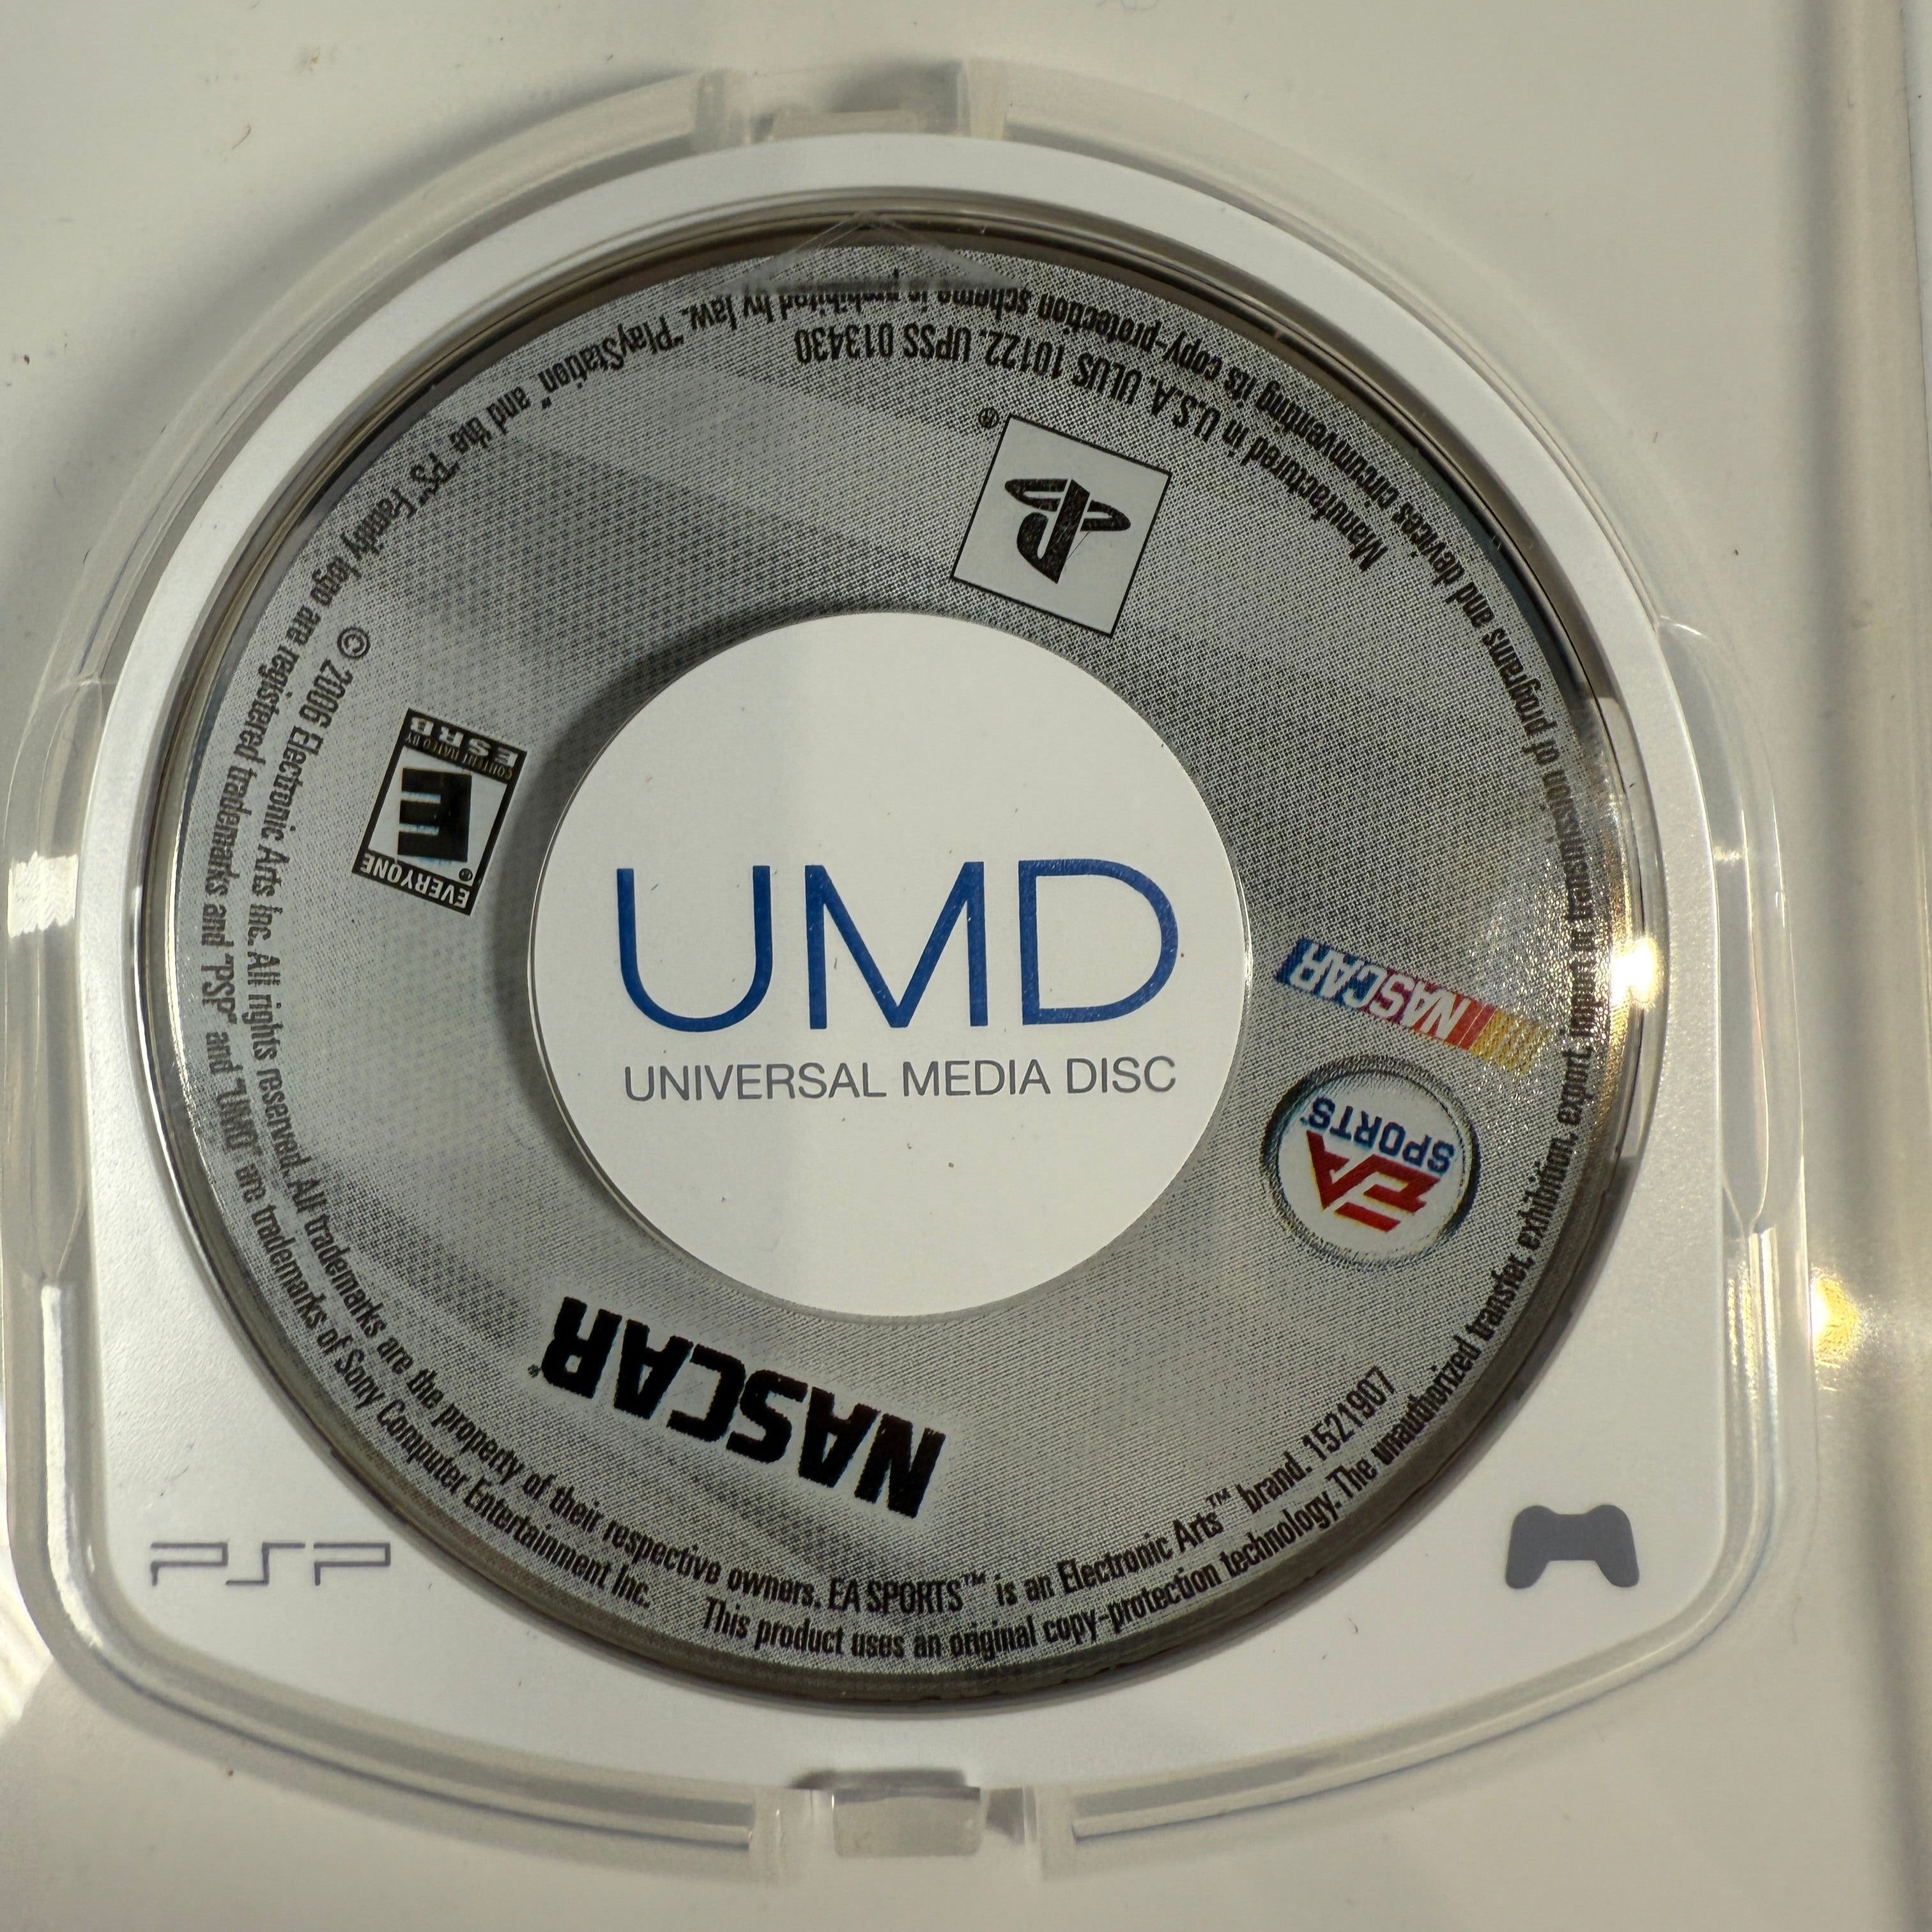 UMD
UNIVERSAL MEDIA DISC
PSP
NASCAR
NASCAR
EA
SPORTS™
EVERYONE
E®
CONTENT RATED BY
ESRB
®
© 2006 Electronic Arts Inc. All rights reserved. All trademarks are the property of their respective owners. EA SPORTS™ is an Electronic Arts™ brand. 1521907
Manufactured in U.S.A. ULUS 10122. UPSS 013430
This product uses an original copy-protection technology. The unauthorized transfer, exhibition, export, import or transmission of programs and devices circumventing its copy-protection scheme is prohibited by law. "PlayStation" and the "PS" Family logo are registered trademarks and "PSP" and "UMD" are trademarks of Sony Computer Entertainment Inc.